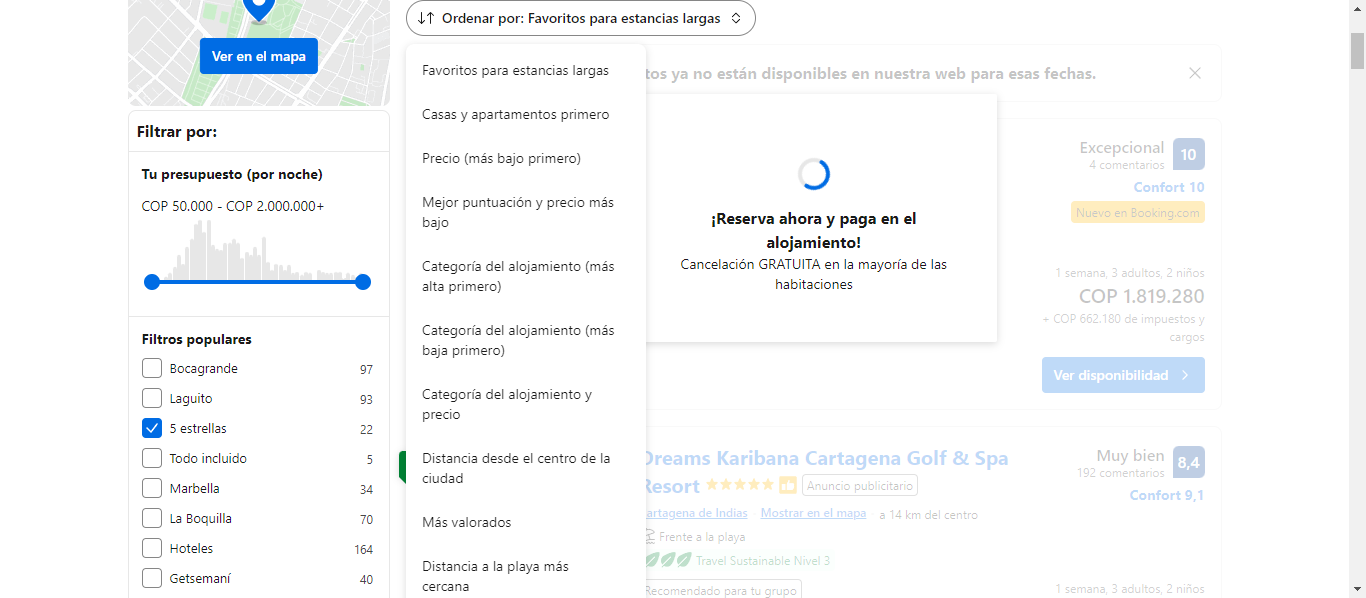 Ver en el mapa
Filtrar por:
Tu presupuesto (por noche)
COP 50.000 - COP 2.000.000+
Filtros populares
Bocagrande 97
Laguito 93
5 estrellas 22
Todo incluido 5
Marbella 34
La Boquilla 70
Hoteles 164
Getsemaní 40
Ordenar por: Favoritos para estancias largas
Favoritos para estancias largas
Casas y apartamentos primero
Precio (más bajo primero)
Mejor puntuación y precio más
bajo
Categoría del alojamiento (más
alta primero)
Categoría del alojamiento (más
baja primero)
Categoría del alojamiento y
precio
Distancia desde el centro de la
ciudad
Más valorados
Distancia a la playa más
cercana
ya no están disponibles en nuestra web para esas fechas.
¡Reserva ahora y paga en el
alojamiento!
Cancelación GRATUITA en la mayoría de las
habitaciones
Excepcional 10
4 comentarios
Confort 10
Nuevo en Booking.com
1 semana, 3 adultos, 2 niños
COP 1.819.280
+ COP 662.180 de impuestos y
cargos
Ver disponibilidad
Dreams Karibana Cartagena Golf & Spa
Resort Anuncio publicitario
artagena de Indias Mostrar en el mapa a 14 km del centro
Frente a la playa
Travel Sustainable Nivel 3
Recomendado para tu grupo
Muy bien 8,4
192 comentarios
Confort 9,1
1 semana, 3 adultos, 2 niños